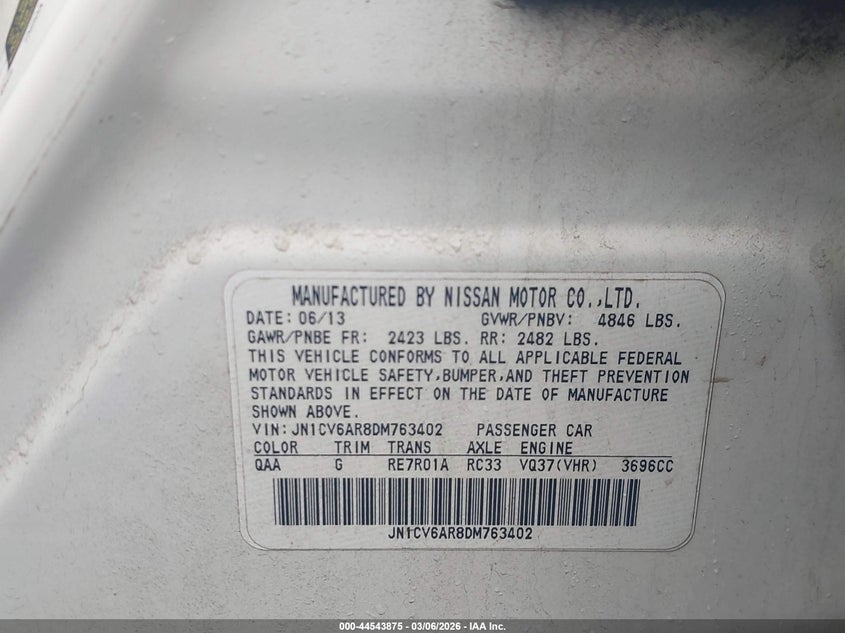 MANUFACTURED BY NISSAN MOTOR CO.,LTD.
DATE: 06/13 GVWR/PNBV: 4846 LBS.
GAWR/PNBE FR: 2423 LBS. RR: 2482 LBS.
THIS VEHICLE CONFORMS TO ALL APPLICABLE FEDERAL
MOTOR VEHICLE SAFETY,BUMPER,AND THEFT PREVENTION
STANDARDS IN EFFECT ON THE DATE OF MANUFACTURE
SHOWN ABOVE.
VIN: JN1CV6AR8DM763402 PASSENGER CAR
COLOR TRIM TRANS AXLE ENGINE
QAA G RE7R01A RC33 VQ37(VHR) 3696CC
JN1CV6AR8DM763402
000-44543875 - 03/06/2026 - IAA Inc.